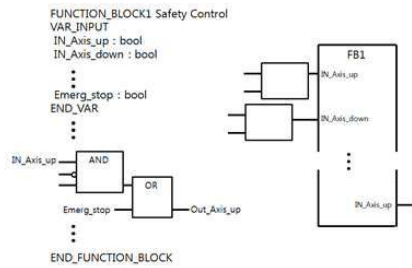 FUNCTION_BLOCK1 Safety Control
VAR_INPUT
IN_Axis_up : bool
IN_Axis_down : bool
Emerg_stop : bool
END_VAR
IN_Axis_up
AND
OR
Emerg_stop
Out_Axis_up
END_FUNCTION_BLOCK
FB1
IN_Axis_up
IN_Axis_down
IN_Axis_up